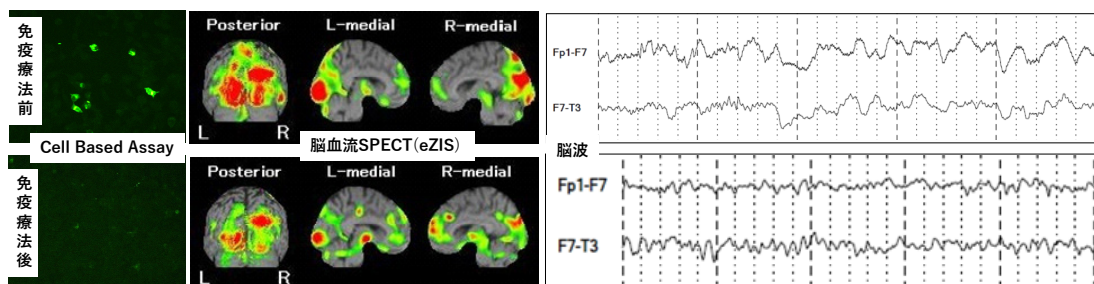 免疫療法前
Posterior
L-medial
R-medial
L
R
Fp1-F7
F7-T3
Cell Based Assay
脳血流SPECT(eZIS)
脳波
免疫療法後
Posterior
L-medial
R-medial
L
R
Fp1-F7
F7-T3